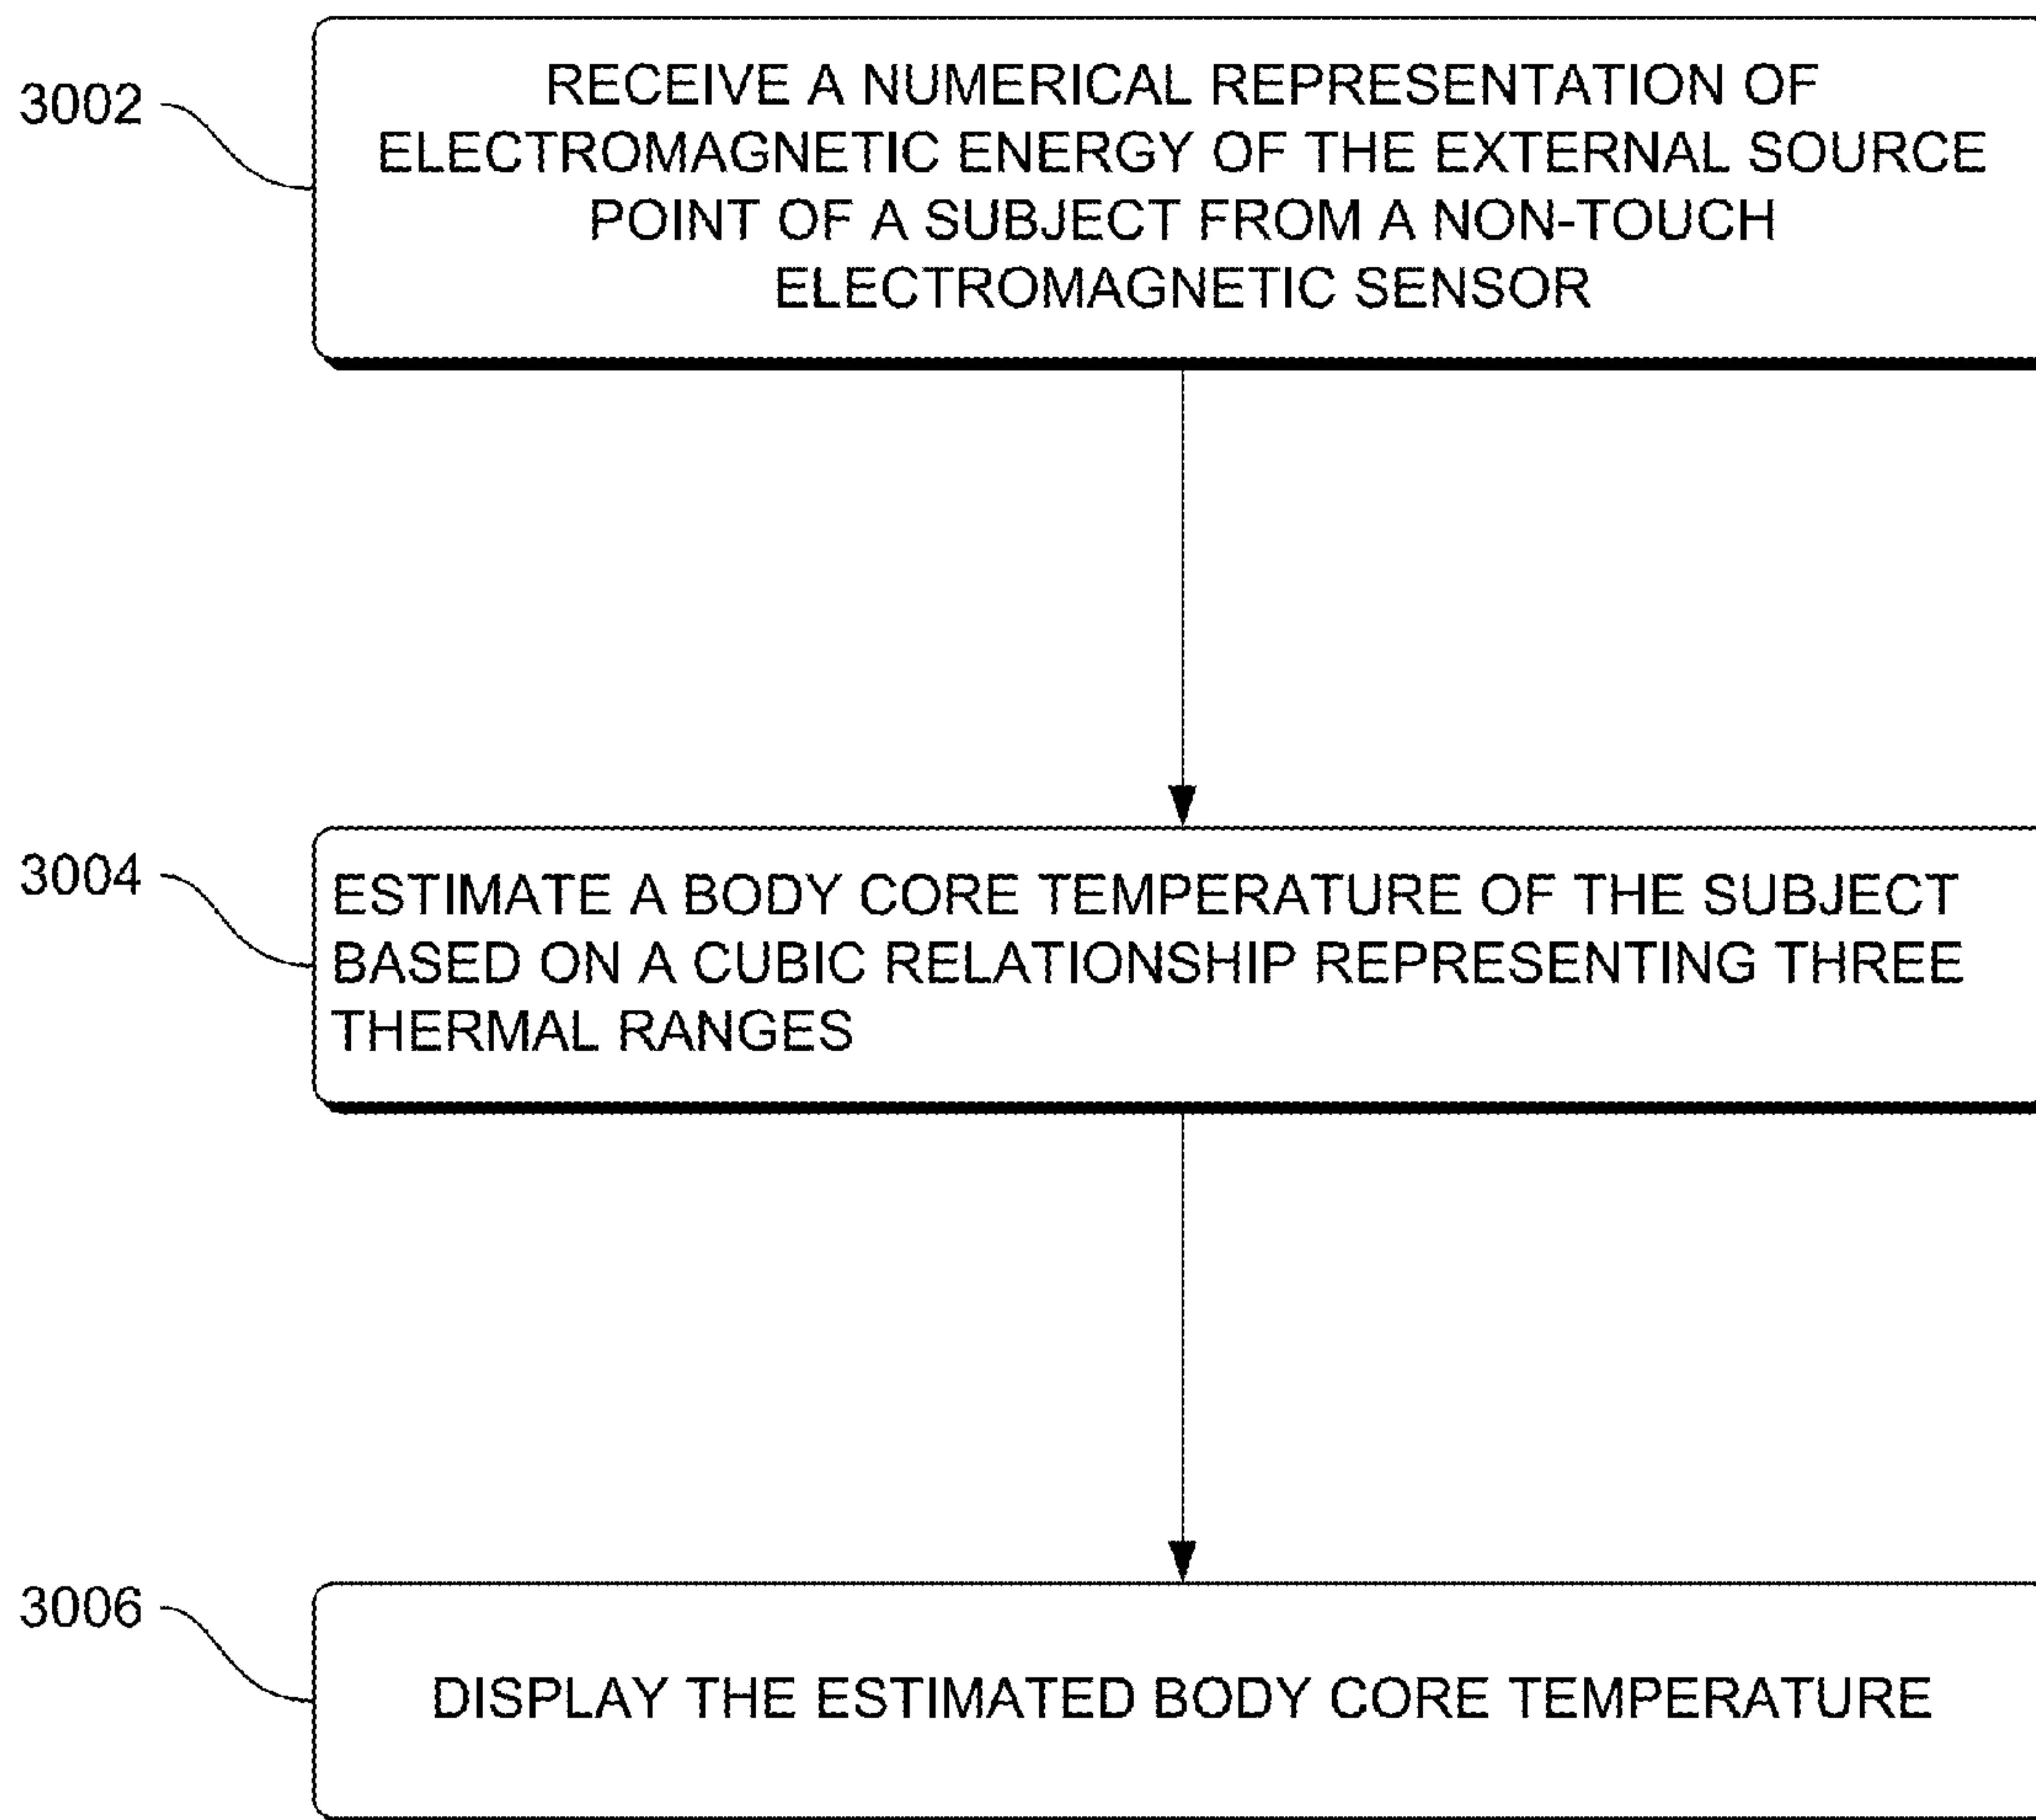 3002
RECEIVE A NUMERICAL REPRESENTATION OF
ELECTROMAGNETIC ENERGY OF THE EXTERNAL SOURCE
POINT OF A SUBJECT FROM A NON-TOUCH
ELECTROMAGNETIC SENSOR
3004
ESTIMATE A BODY CORE TEMPERATURE OF THE SUBJECT
BASED ON A CUBIC RELATIONSHIP REPRESENTING THREE
THERMAL RANGES
3006
DISPLAY THE ESTIMATED BODY CORE TEMPERATURE